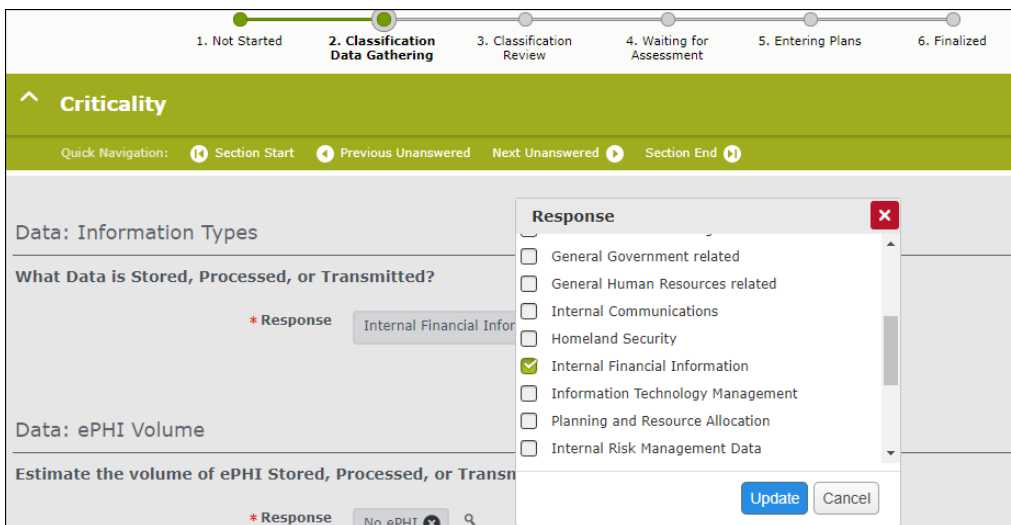 1. Not Started
2. Classification
Data Gathering
3. Classification
Review
4. Waiting for
Assessment
5. Entering Plans
6. Finalized
Criticality
Quick Navigation: Section Start Previous Unanswered Next Unanswered Section End
Data: Information Types
What Data is Stored, Processed, or Transmitted?
* Response
Internal Financial Infor
Data: ePHI Volume
Estimate the volume of ePHI Stored, Processed, or Transn
* Response
No ePHI
Response
General Government related
General Human Resources related
Internal Communications
Homeland Security
Internal Financial Information
Information Technology Management
Planning and Resource Allocation
Internal Risk Management Data
Update Cancel